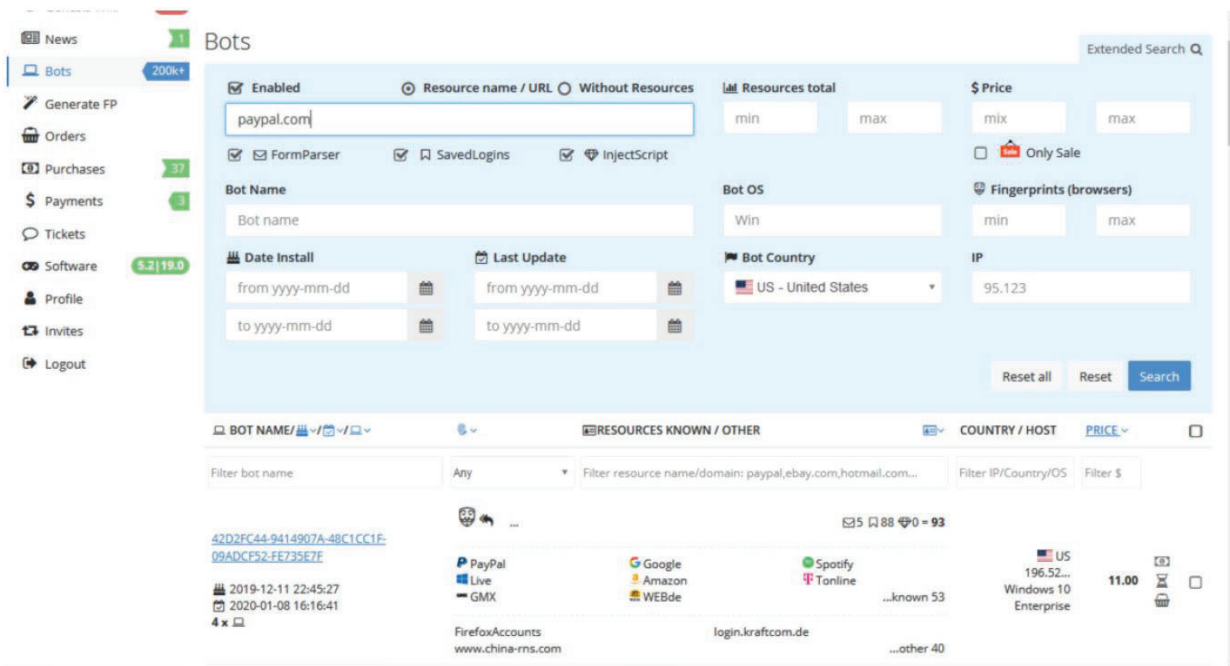 News 1
Bots 200k+
Generate FP
Orders
Purchases 37
$ Payments 3
Tickets
Software 5.2|19.0
Profile
Invites
Logout
Bots
Extended Search
Enabled Resource name / URL Without Resources Resources total $ Price
paypal.com min max mix max
FormParser SavedLogins InjectScript Sale Only Sale
Bot Name Bot OS Fingerprints (browsers)
Bot name Win min max
Date Install Last Update Bot Country IP
from yyyy-mm-dd from yyyy-mm-dd US - United States 95.123
to yyyy-mm-dd to yyyy-mm-dd
Reset all Reset Search
BOT NAME/ / / RESOURCES KNOWN / OTHER COUNTRY / HOST PRICE
Filter bot name Any Filter resource name/domain: paypal,ebay.com,hotmail.com... Filter IP/Country/OS Filter $
... 5 88 0 = 93
42D2FC44-9414907A-48C1CC1F-
09ADCF52-FE735E7F
2019-12-11 22:45:27
2020-01-08 16:16:41
4 x
PayPal Google Spotify
Live Amazon Tonline
GMX WEBde ...known 53
FirefoxAccounts login.kraftcom.de
www.china-rns.com ...other 40
US
196.52...
Windows 10
Enterprise
11.00